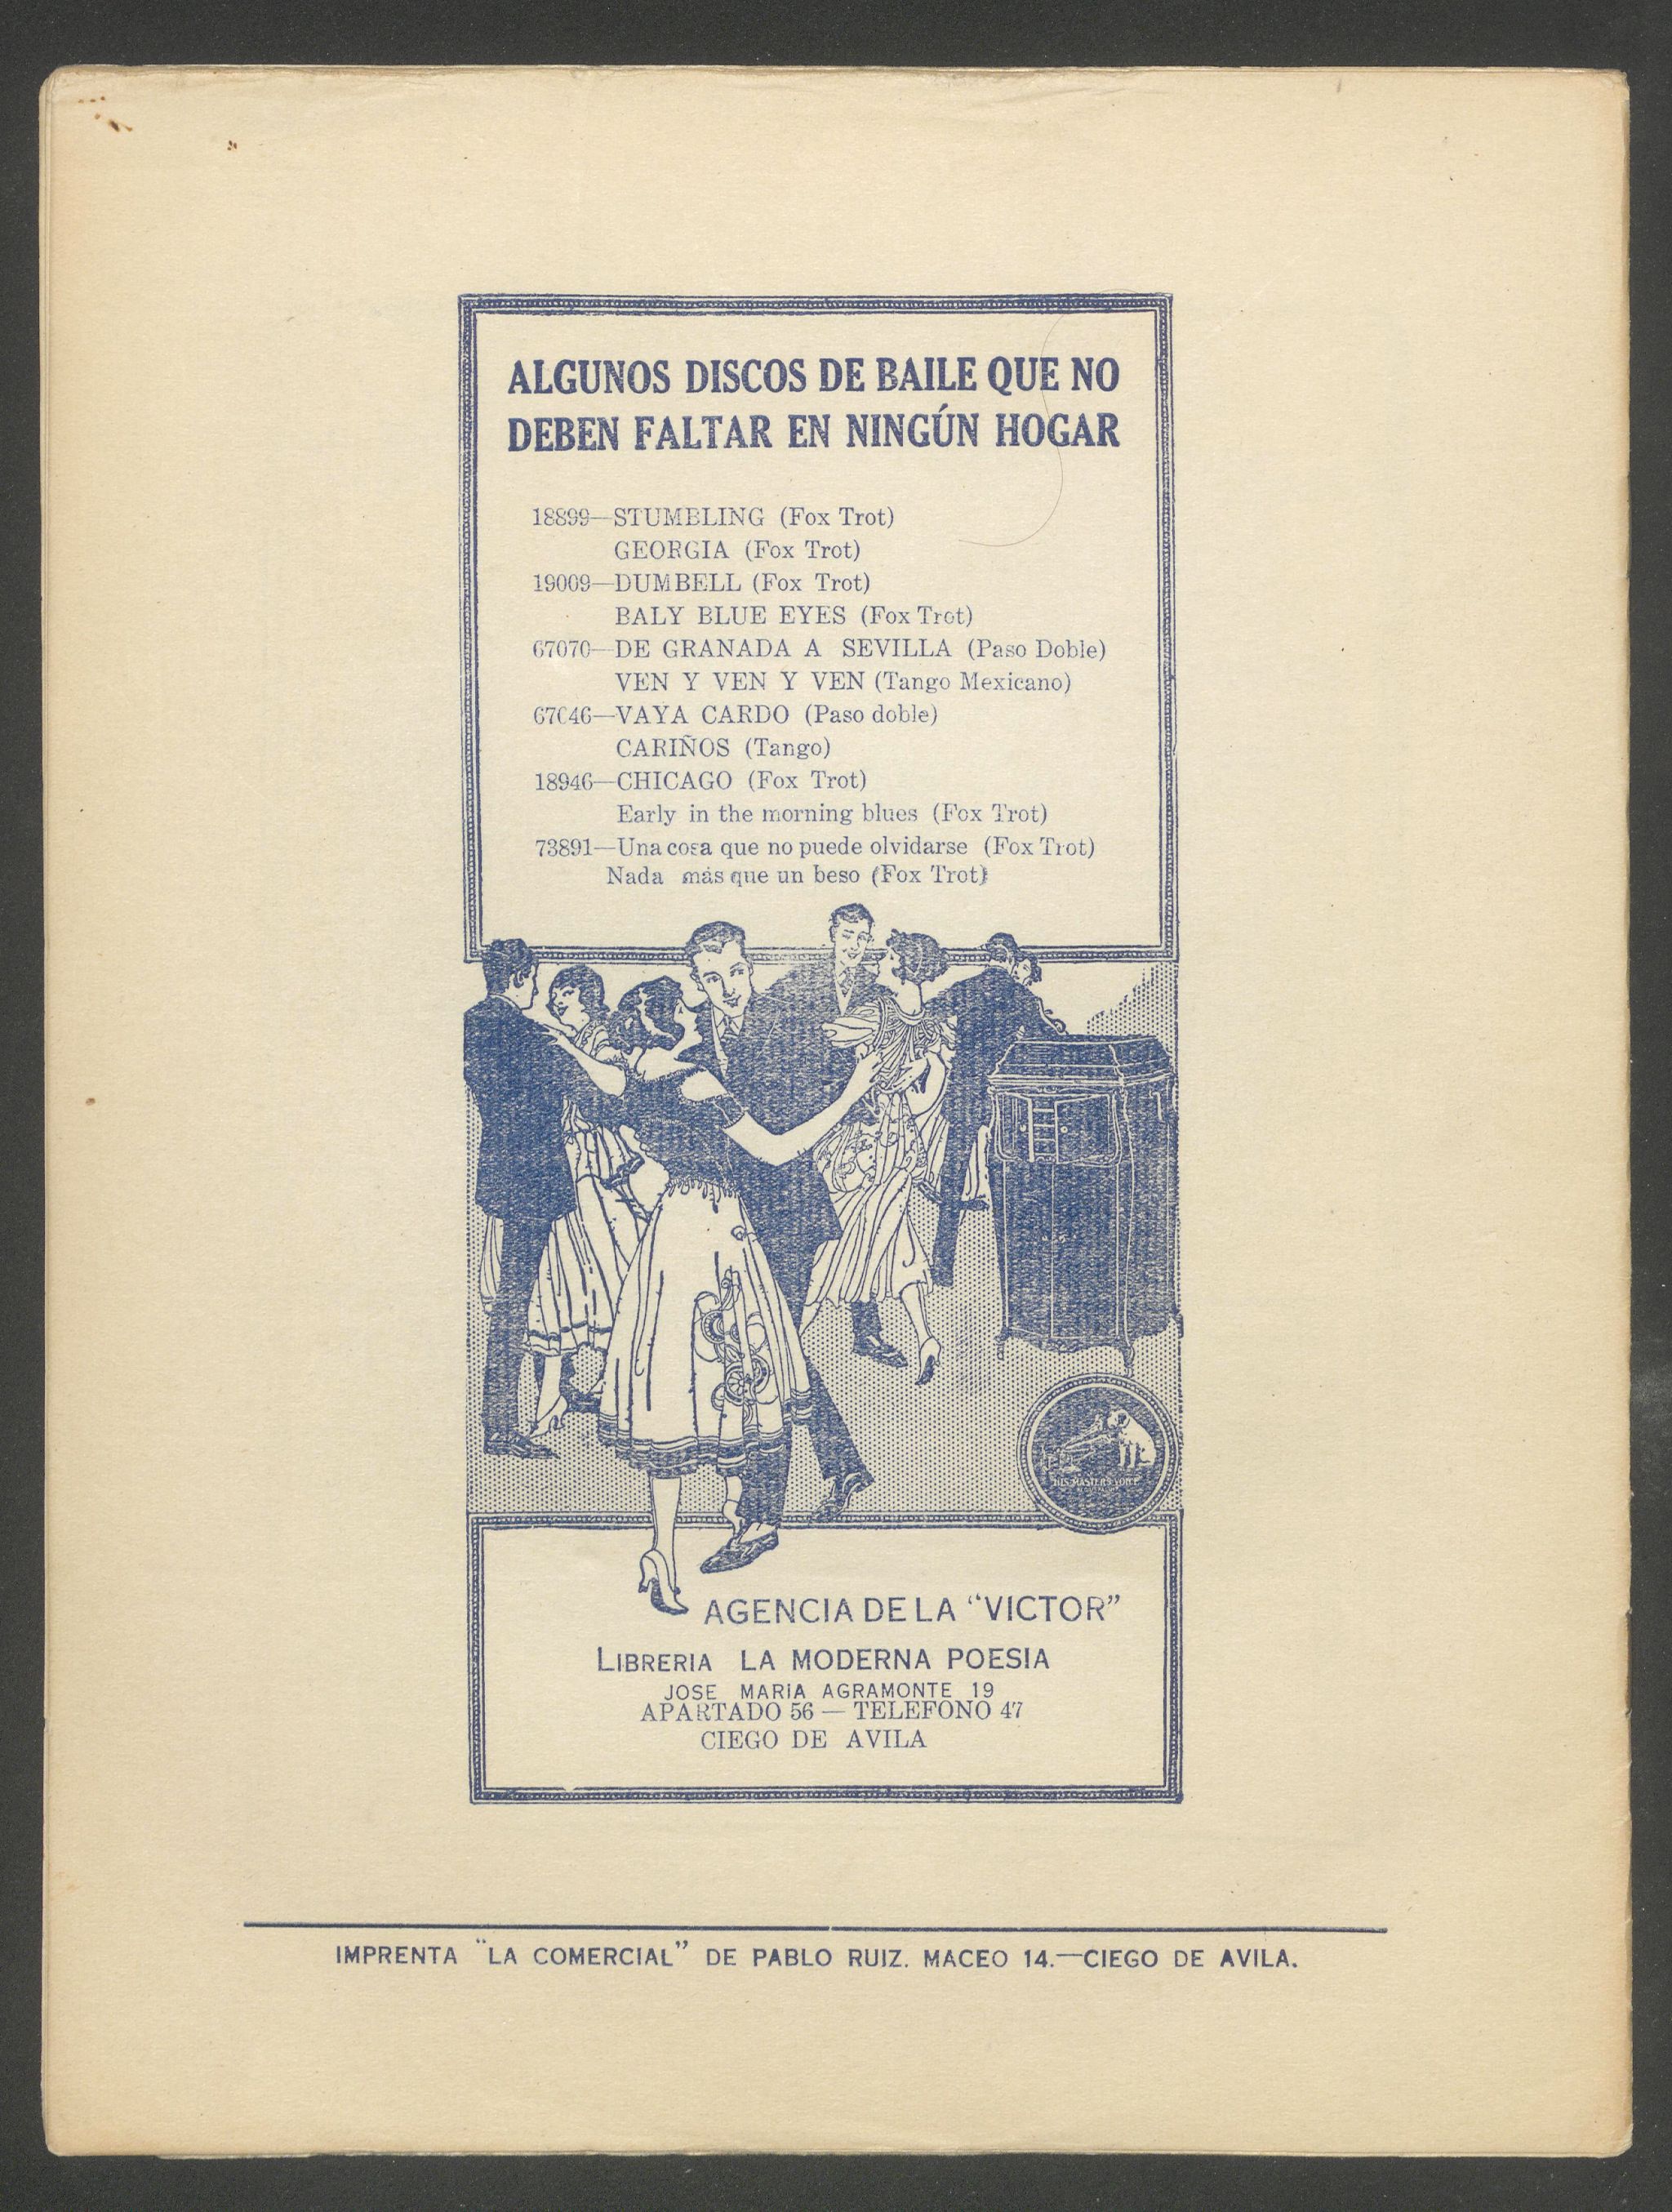 ALGUNOS DISCOS DE BAILE QUE NO
DEBEN FALTAR EN NINGÚN HOGAR
18899—STUMBLING (Fox Trot)
GEORGIA (Fox Trot)
19009—DUMBELL (Fox Trot)
BALY BLUE EYES (Fox Trot)
67070—DE GRANADA A SEVILLA (Paso Doble)
VEN Y VEN Y VEN (Tango Mexicano)
67046—VAYA CARDO (Paso doble)
CARIÑOS (Tango)
18946—CHICAGO (Fox Trot)
Early in the morning blues (Fox Trot)
73891—Una cosa que no puede olvidarse (Fox Trot)
Nada más que un beso (Fox Trot)
HIS MASTER'S VOICE
AGENCIA DE LA "VICTOR"
LIBRERIA LA MODERNA POESIA
JOSE MARIA AGRAMONTE 19
APARTADO 56 — TELEFONO 47
CIEGO DE AVILA
IMPRENTA "LA COMERCIAL" DE PABLO RUIZ. MACEO 14.—CIEGO DE AVILA.